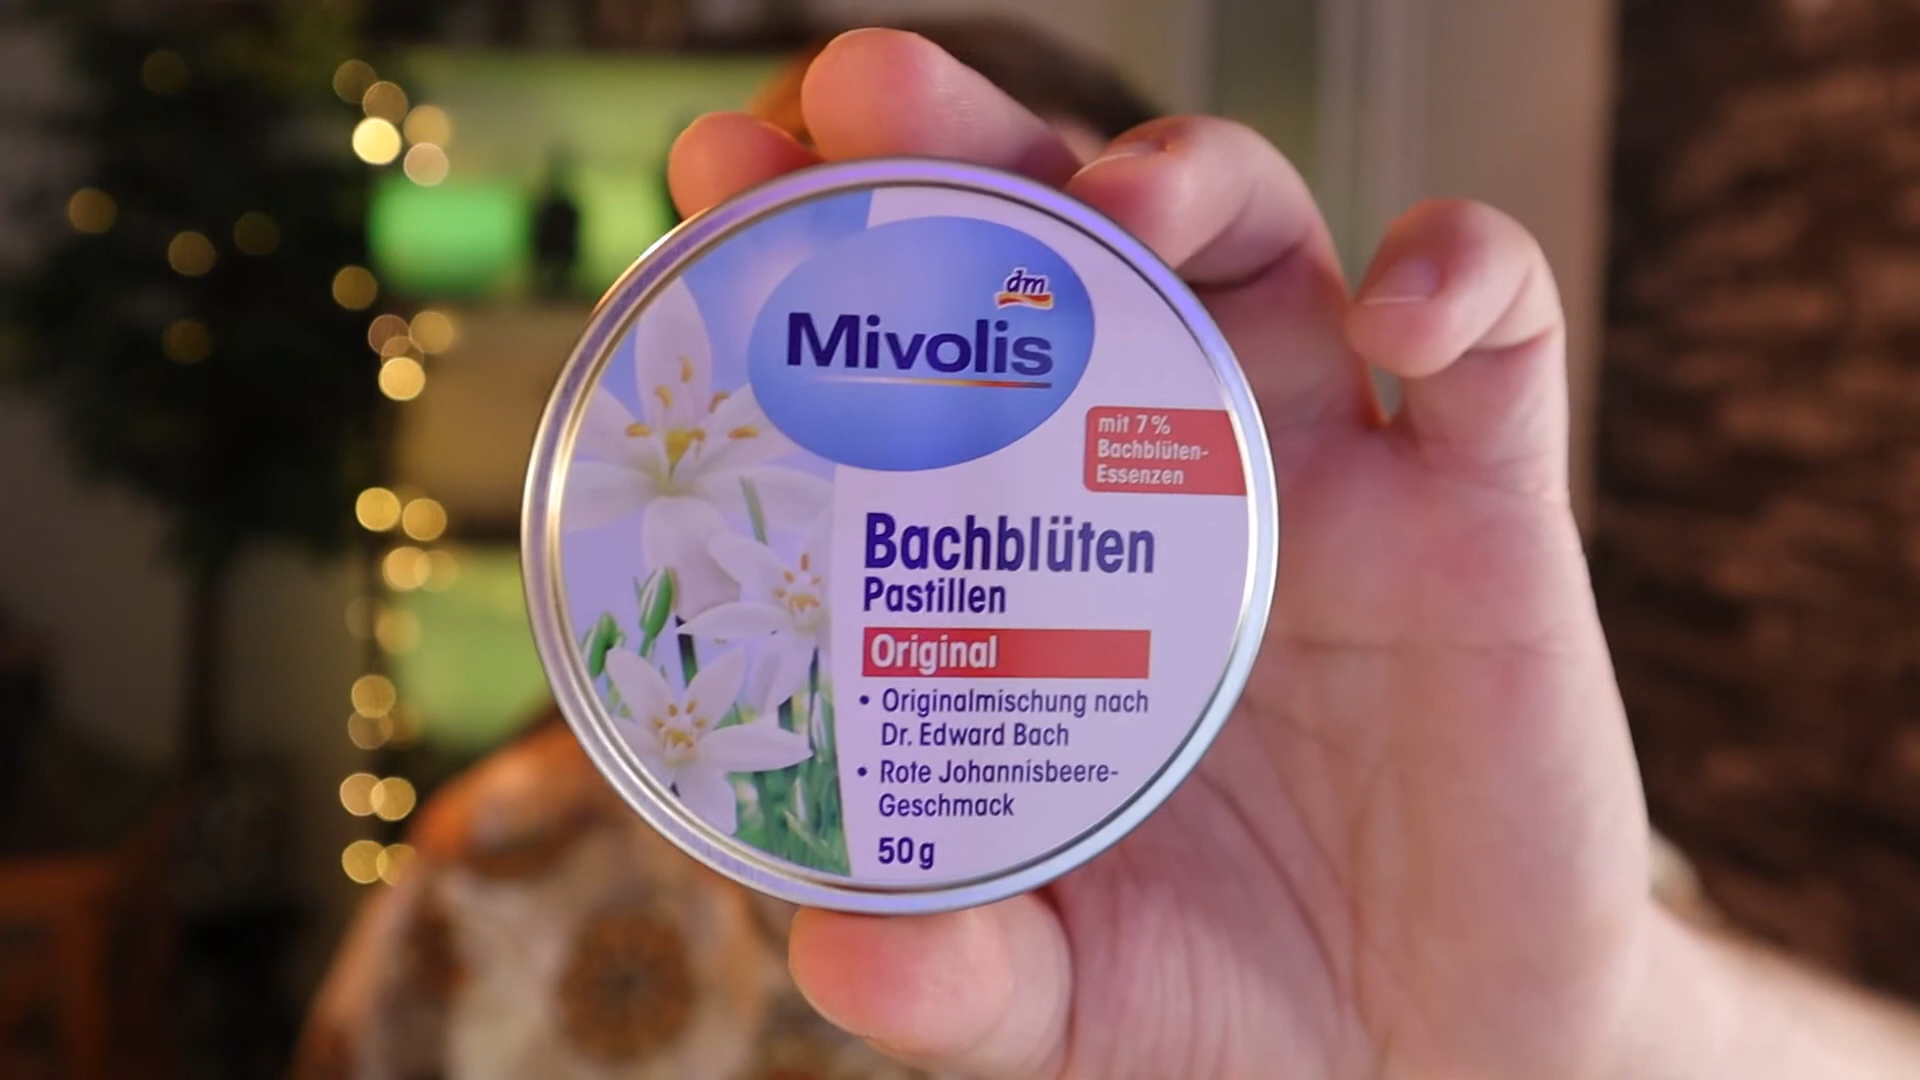 dm
Mivolis
mit 7%
Bachblüten-
Essenzen
Bachblüten
Pastillen
Original
• Originalmischung nach
Dr. Edward Bach
• Rote Johannisbeere-
Geschmack
50g